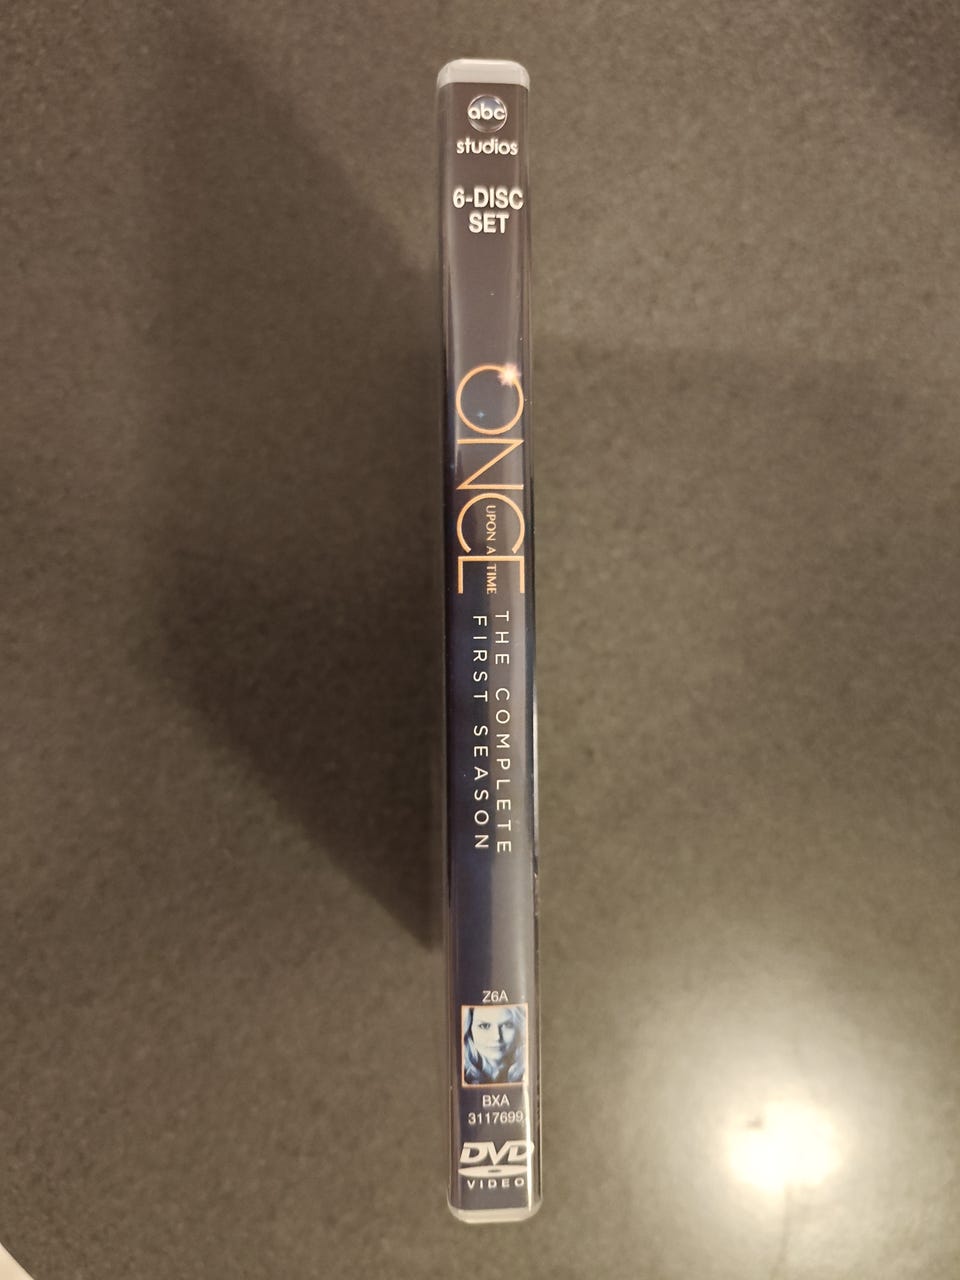 abc
studios
6-DISC
SET
ONCE
UPON A TIME
THE COMPLETE
FIRST SEASON
Z6A
BXA
3117699
DVD
VIDEO